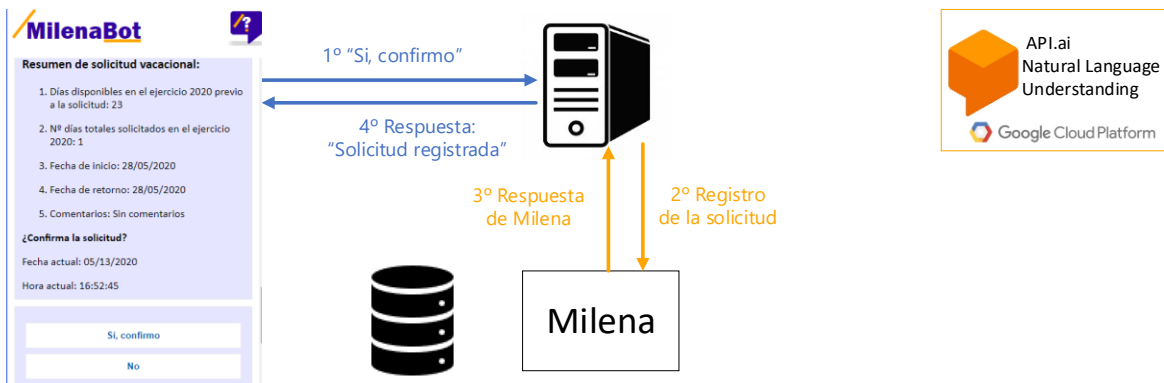 MilenaBot
/?
Resumen de solicitud vacacional:
1. Días disponibles en el ejercicio 2020 previo
a la solicitud: 23
2. Nº días totales solicitados en el ejercicio
2020: 1
3. Fecha de inicio: 28/05/2020
4. Fecha de retorno: 28/05/2020
5. Comentarios: Sin comentarios
¿Confirma la solicitud?
Fecha actual: 05/13/2020
Hora actual: 16:52:45
Si, confirmo
No
1º “Si, confirmo”
4º Respuesta:
“Solicitud registrada”
3º Respuesta
de Milena
2º Registro
de la solicitud
Milena
API.ai
Natural Language
Understanding
Google Cloud Platform